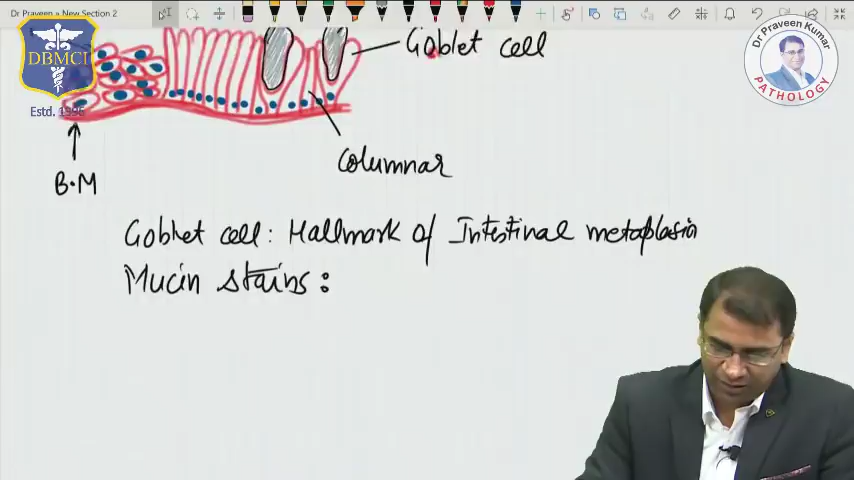 Dr Praveen a New Section 2
DBMCI
Estd. 1996
Dr Praveen Kumar
PATHOLOGY
Goblet cell
Columnar
B.M
Goblet cell: Hallmark of Intestinal metaplasia
Mucin stains: